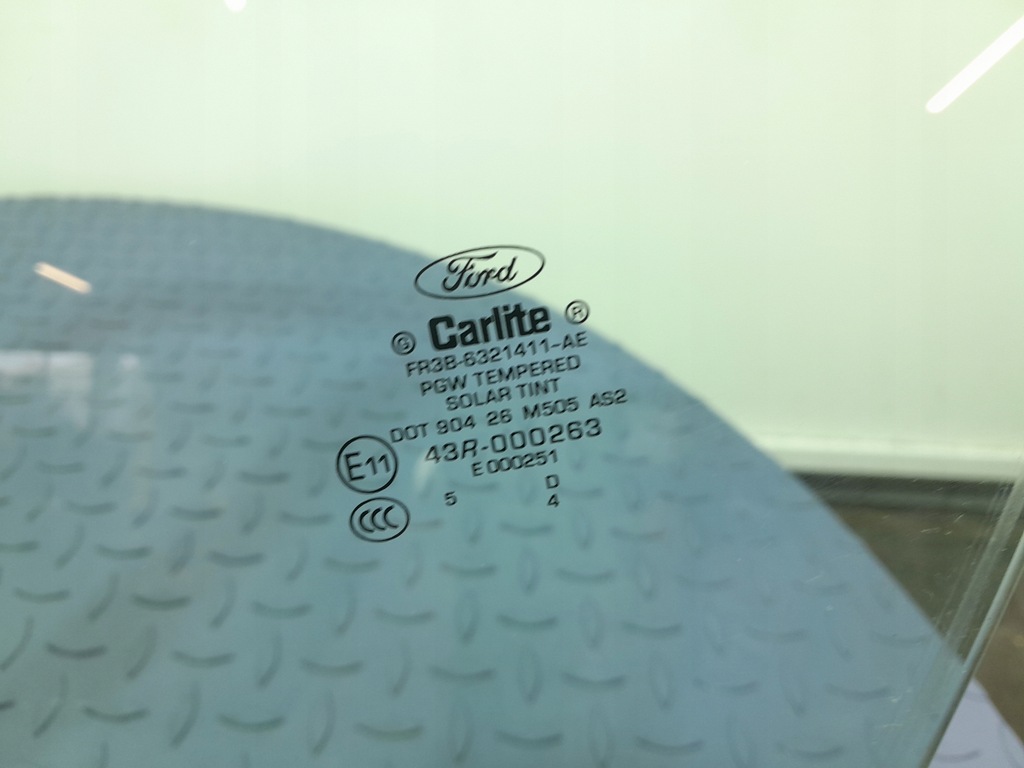 Ford
G Carlite R
FR3B-6321411-AE
PGW TEMPERED
SOLAR TINT
DOT 904 26 M505 AS2
E11 43R-000263
E 000251
CCC 5 D
4